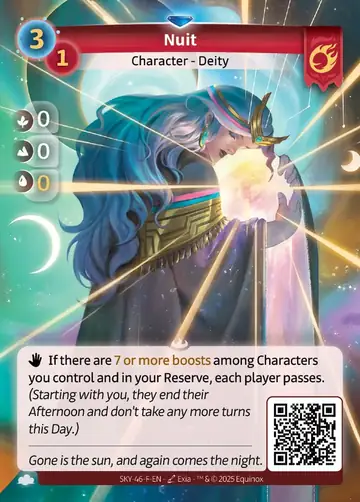 3
Nuit
1
Character - Deity
0
0
0
If there are 7 or more boosts among Characters
you control and in your Reserve, each player passes.
(Starting with you, they end their
Afternoon and don't take any more turns
this Day.)
Gone is the sun, and again comes the night.
SKY-46-F-EN - Exia - ™ & © 2025 Equinox